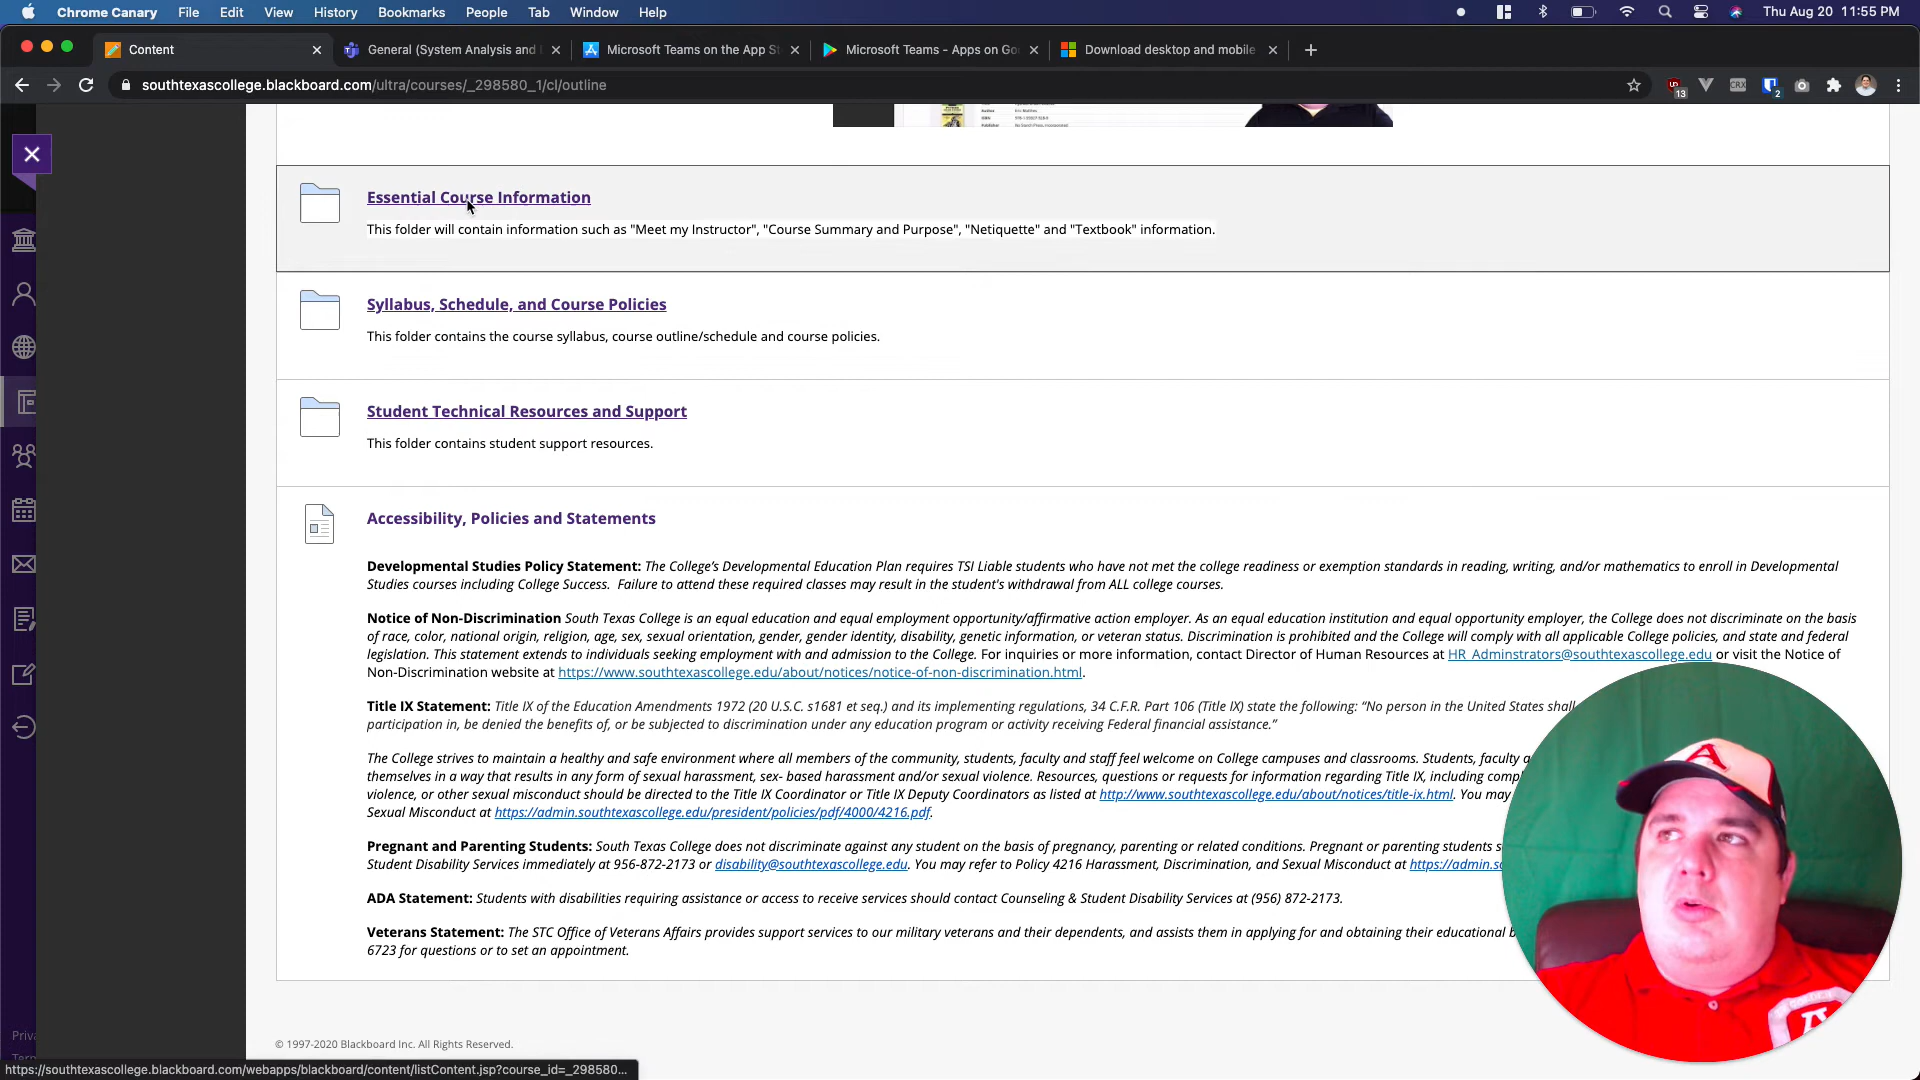 Chrome Canary File Edit View History Bookmarks People Tab Window Help Thu Aug 20 11:55 PM
Content General (System Analysis and Microsoft Teams on the App St Microsoft Teams - Apps on Go Download desktop and mobile
southtexascollege.blackboard.com/ultra/courses/_298580_1/cl/outline
13 2
Essential Course Information
This folder will contain information such as "Meet my Instructor", "Course Summary and Purpose", "Netiquette" and "Textbook" information.
Syllabus, Schedule, and Course Policies
This folder contains the course syllabus, course outline/schedule and course policies.
Student Technical Resources and Support
This folder contains student support resources.
Accessibility, Policies and Statements
Developmental Studies Policy Statement: The College's Developmental Education Plan requires TSI Liable students who have not met the college readiness or exemption standards in reading, writing, and/or mathematics to enroll in Developmental
Studies courses including College Success. Failure to attend these required classes may result in the student's withdrawal from ALL college courses.
Notice of Non-Discrimination South Texas College is an equal education and equal employment opportunity/affirmative action employer. As an equal education institution and equal opportunity employer, the College does not discriminate on the basis
of race, color, national origin, religion, age, sex, sexual orientation, gender, gender identity, disability, genetic information, or veteran status. Discrimination is prohibited and the College will comply with all applicable College policies, and state and federal
legislation. This statement extends to individuals seeking employment with and admission to the College. For inquiries or more information, contact Director of Human Resources at HR_Adminstrators@southtexascollege.edu or visit the Notice of
Non-Discrimination website at https://www.southtexascollege.edu/about/notices/notice-of-non-discrimination.html.
Title IX Statement: Title IX of the Education Amendments 1972 (20 U.S.C. s1681 et seq.) and its implementing regulations, 34 C.F.R. Part 106 (Title IX) state the following: “No person in the United States shall
participation in, be denied the benefits of, or be subjected to discrimination under any education program or activity receiving Federal financial assistance.”
The College strives to maintain a healthy and safe environment where all members of the community, students, faculty and staff feel welcome on College campuses and classrooms. Students, faculty a
themselves in a way that results in any form of sexual harassment, sex- based harassment and/or sexual violence. Resources, questions or requests for information regarding Title IX, including comp
violence, or other sexual misconduct should be directed to the Title IX Coordinator or Title IX Deputy Coordinators as listed at http://www.southtexascollege.edu/about/notices/title-ix.html. You may
Sexual Misconduct at https://admin.southtexascollege.edu/president/policies/pdf/4000/4216.pdf.
Pregnant and Parenting Students: South Texas College does not discriminate against any student on the basis of pregnancy, parenting or related conditions. Pregnant or parenting students s
Student Disability Services immediately at 956-872-2173 or disability@southtexascollege.edu. You may refer to Policy 4216 Harassment, Discrimination, and Sexual Misconduct at https://admin.so
ADA Statement: Students with disabilities requiring assistance or access to receive services should contact Counseling & Student Disability Services at (956) 872-2173.
Veterans Statement: The STC Office of Veterans Affairs provides support services to our military veterans and their dependents, and assists them in applying for and obtaining their educational b
6723 for questions or to set an appointment.
Priva
© 1997-2020 Blackboard Inc. All Rights Reserved.
Term
https://southtexascollege.blackboard.com/webapps/blackboard/content/listContent.jsp?course_id=_298580...